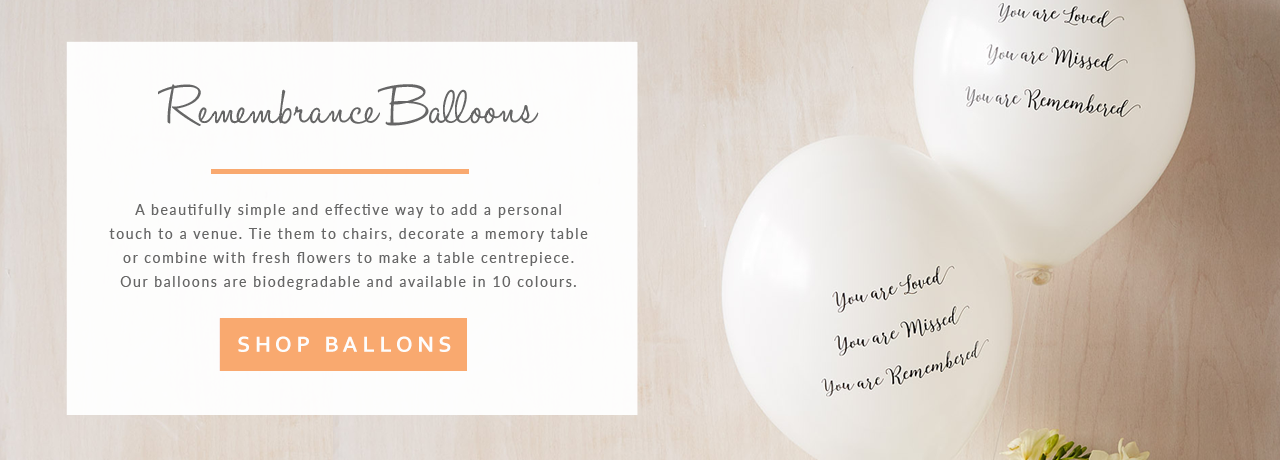 Remembrance Balloons
A beautifully simple and effective way to add a personal
touch to a venue. Tie them to chairs, decorate a memory table
or combine with fresh flowers to make a table centrepiece.
Our balloons are biodegradable and available in 10 colours.
SHOP BALLONS
You are Loved
You are Missed
You are Remembered
You are Loved
You are Missed
You are Remembered